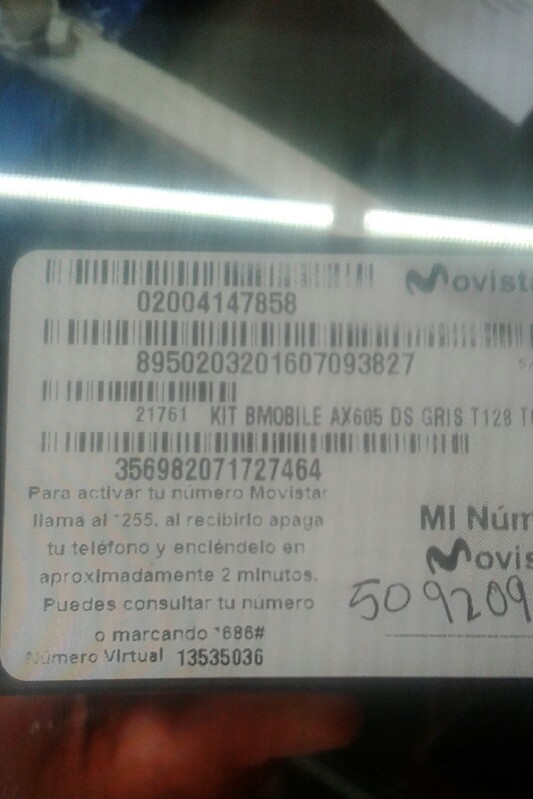 Movista
02004147858
8950203201607093827
21761 KIT BMOBILE AX605 DS GRIS T128
356982071727464
Para activar tu número Movistar
llama al *255, al recibirlo apaga
tu teléfono y enciéndelo en
aproximadamente 2 minutos.
Puedes consultar tu número
o marcando *686#
Número Virtual 13535036
Mi Núm
Movis
509209